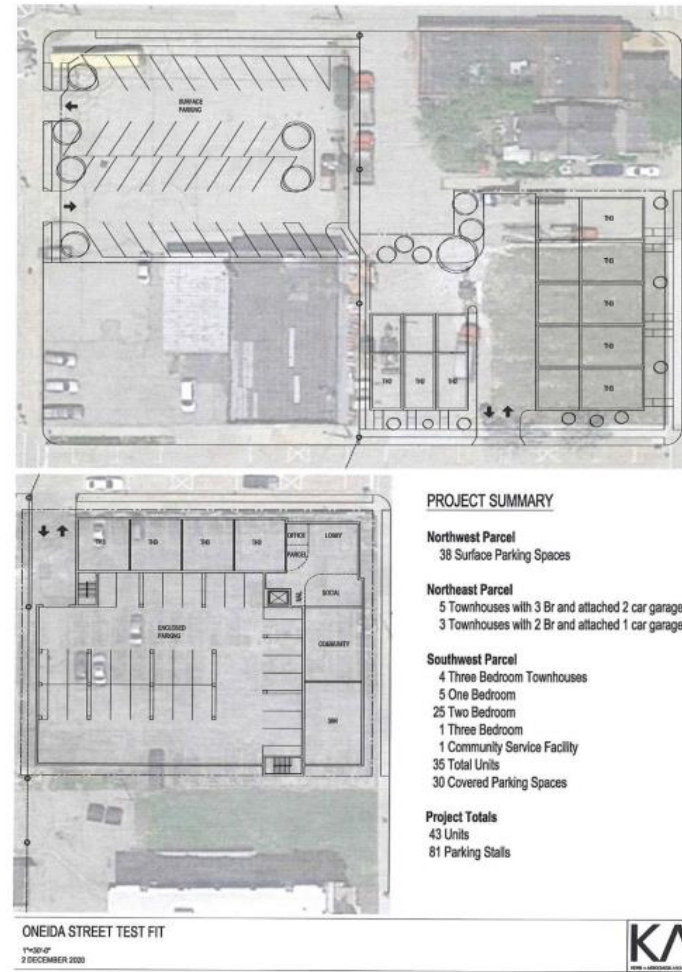 SURFACE
PARKING
TH3
TH3
TH3
TH3
TH3
TH2
TH2
TH2
TH3
TH3
TH3
TH3
OFFICE
LOBBY
PARCEL
MAIL
SOCIAL
ENCLOSED
PARKING
COMMUNITY
PROJECT SUMMARY
Northwest Parcel
38 Surface Parking Spaces
Northeast Parcel
5 Townhouses with 3 Br and attached 2 car garage
3 Townhouses with 2 Br and attached 1 car garage
Southwest Parcel
4 Three Bedroom Townhouses
5 One Bedroom
25 Two Bedroom
1 Three Bedroom
1 Community Service Facility
35 Total Units
30 Covered Parking Spaces
Project Totals
43 Units
81 Parking Stalls
ONEIDA STREET TEST FIT
1"=30'-0"
2 DECEMBER 2020
KA